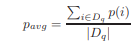 p_{avg} = \frac{\sum_{i \in D_q} p(i)}{|D_q|}